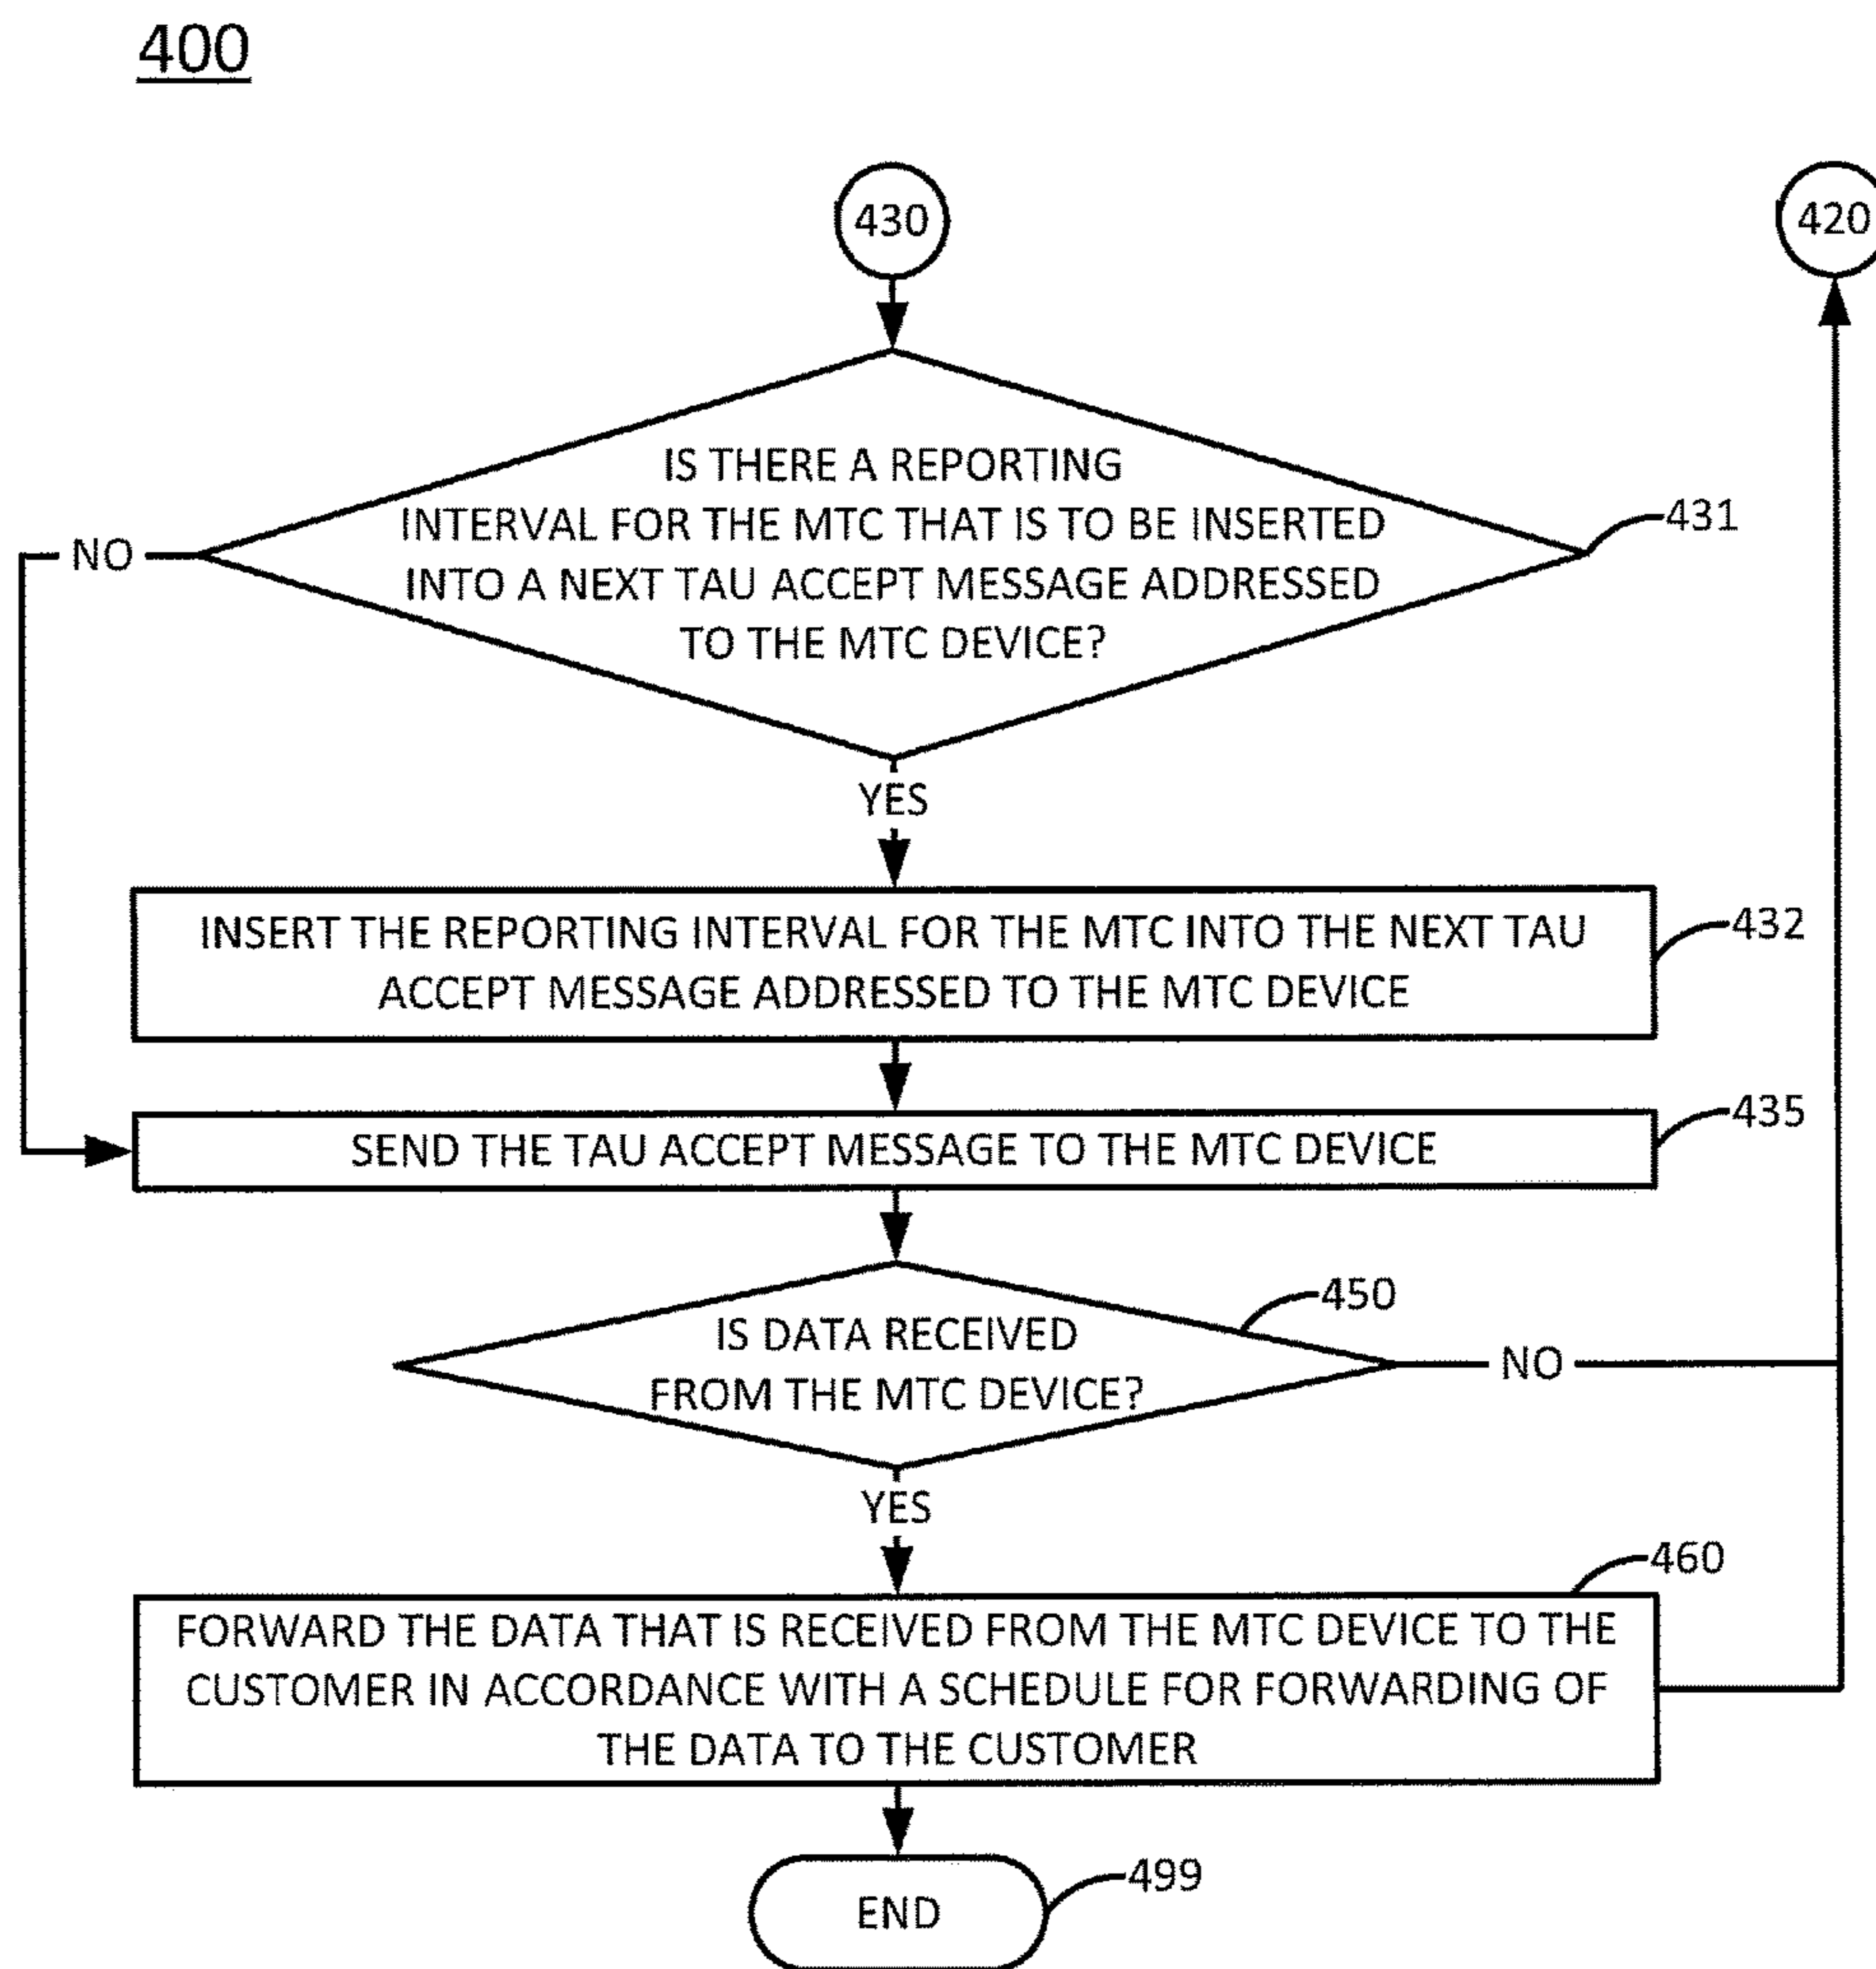 400
430
420
IS THERE A REPORTING
INTERVAL FOR THE MTC THAT IS TO BE INSERTED
INTO A NEXT TAU ACCEPT MESSAGE ADDRESSED
TO THE MTC DEVICE?
431
NO
YES
INSERT THE REPORTING INTERVAL FOR THE MTC INTO THE NEXT TAU
ACCEPT MESSAGE ADDRESSED TO THE MTC DEVICE
432
SEND THE TAU ACCEPT MESSAGE TO THE MTC DEVICE
435
IS DATA RECEIVED
FROM THE MTC DEVICE?
450
NO
YES
460
FORWARD THE DATA THAT IS RECEIVED FROM THE MTC DEVICE TO THE
CUSTOMER IN ACCORDANCE WITH A SCHEDULE FOR FORWARDING OF
THE DATA TO THE CUSTOMER
END
499